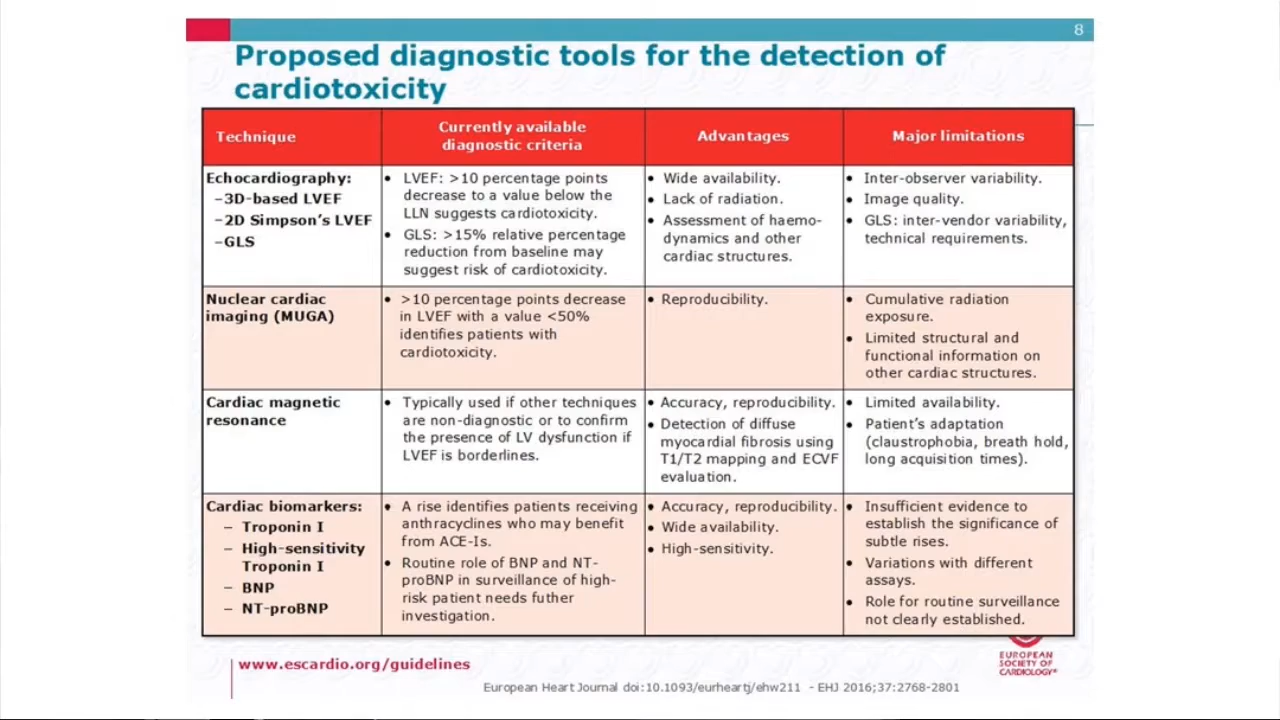 8
Proposed diagnostic tools for the detection of
cardiotoxicity
Technique
Currently available
diagnostic criteria
Advantages
Major limitations
Echocardiography:
–3D-based LVEF
–2D Simpson's LVEF
–GLS
• LVEF: >10 percentage points
decrease to a value below the
LLN suggests cardiotoxicity.
• GLS: >15% relative percentage
reduction from baseline may
suggest risk of cardiotoxicity.
• Wide availability.
• Lack of radiation.
• Assessment of haemo-
dynamics and other
cardiac structures.
• Inter-observer variability.
• Image quality.
• GLS: inter-vendor variability,
technical requirements.
Nuclear cardiac
imaging (MUGA)
• >10 percentage points decrease
in LVEF with a value <50%
identifies patients with
cardiotoxicity.
• Reproducibility.
• Cumulative radiation
exposure.
• Limited structural and
functional information on
other cardiac structures.
Cardiac magnetic
resonance
• Typically used if other techniques
are non-diagnostic or to confirm
the presence of LV dysfunction if
LVEF is borderlines.
• Accuracy, reproducibility.
• Detection of diffuse
myocardial fibrosis using
T1/T2 mapping and ECVF
evaluation.
• Limited availability.
• Patient's adaptation
(claustrophobia, breath hold,
long acquisition times).
Cardiac biomarkers:
– Troponin I
– High-sensitivity
Troponin I
– BNP
– NT-proBNP
• A rise identifies patients receiving
anthracyclines who may benefit
from ACE-Is.
• Routine role of BNP and NT-
proBNP in surveillance of high-
risk patient needs futher
investigation.
• Accuracy, reproducibility.
• Wide availability.
• High-sensitivity.
• Insufficient evidence to
establish the significance of
subtle rises.
• Variations with different
assays.
• Role for routine surveillance
not clearly established.
www.escardio.org/guidelines
European Heart Journal doi:10.1093/eurheartj/ehw211 - EHJ 2016;37:2768-2801
EUROPEAN
SOCIETY OF
CARDIOLOGY®